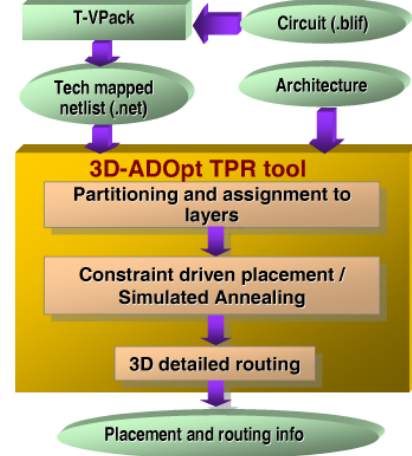 T-VPack
Circuit (.blif)
Tech mapped
netlist (.net)
Architecture
3D-ADOpt TPR tool
Partitioning and assignment to
layers
Constraint driven placement /
Simulated Annealing
3D detailed routing
Placement and routing info